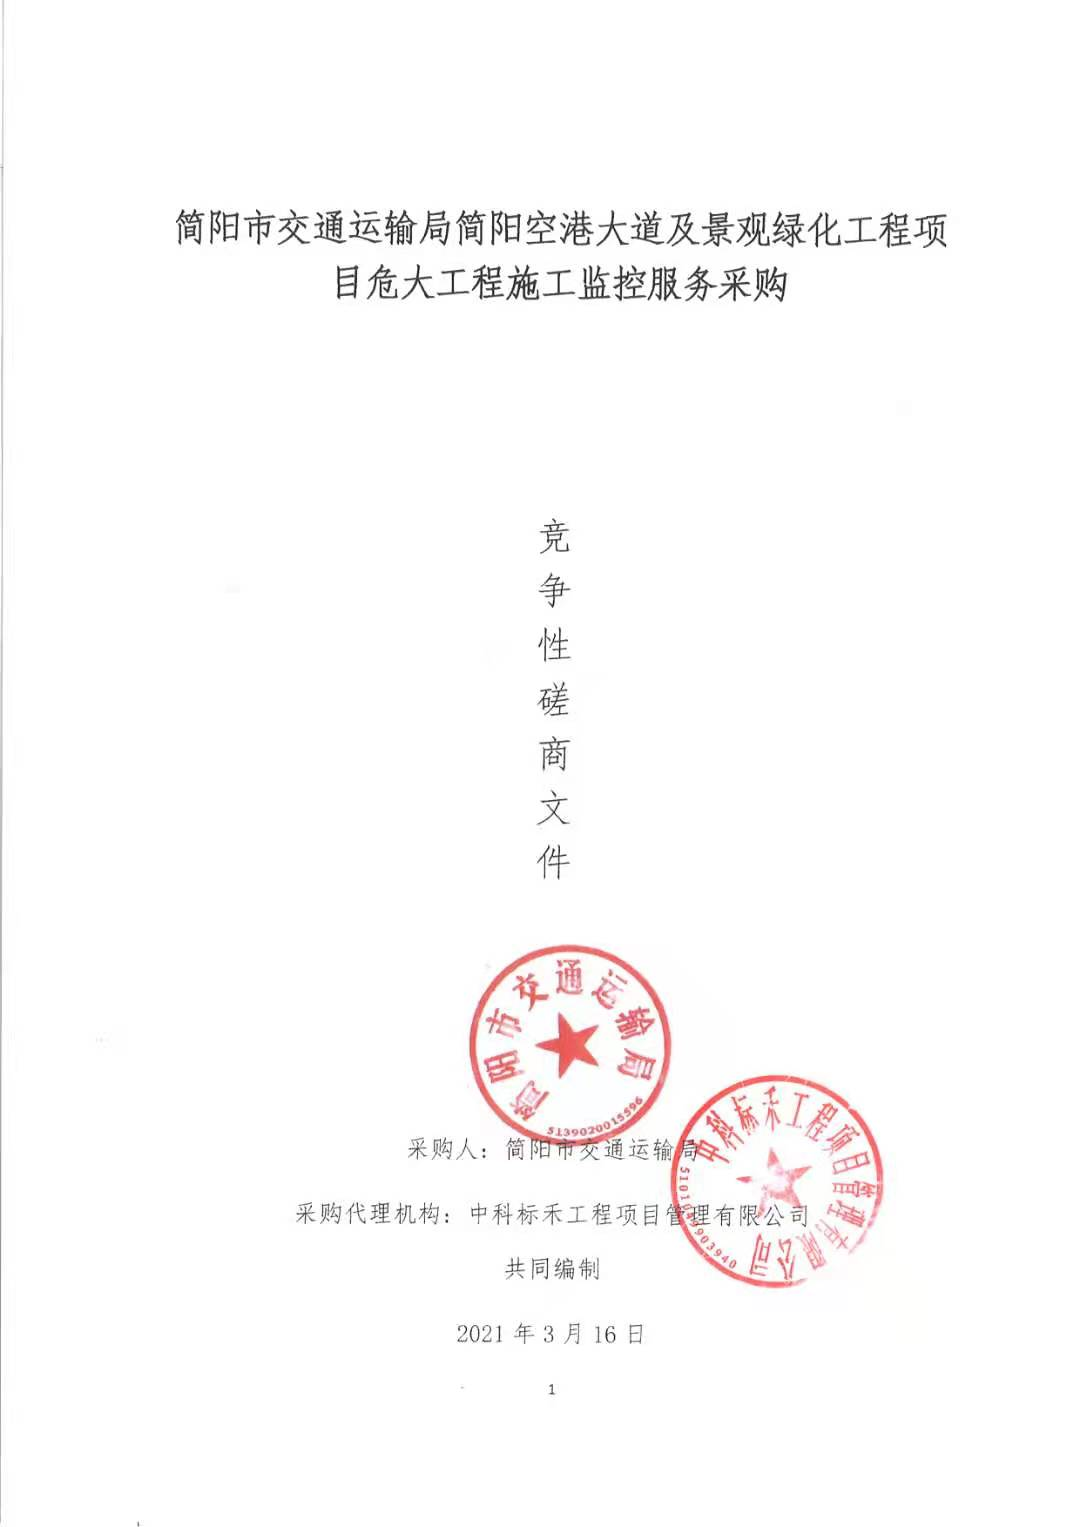 简阳市交通运输局简阳空港大道及景观绿化工程项
目危大工程施工监控服务采购
竞
争
性
磋
商
文
件
简阳市交通运输局
5139020015596
中科标禾工程项目管理有限公司
5101049903940
采购人：简阳市交通运输局
采购代理机构：中科标禾工程项目管理有限公司
共同编制
2021 年 3 月 16 日
1